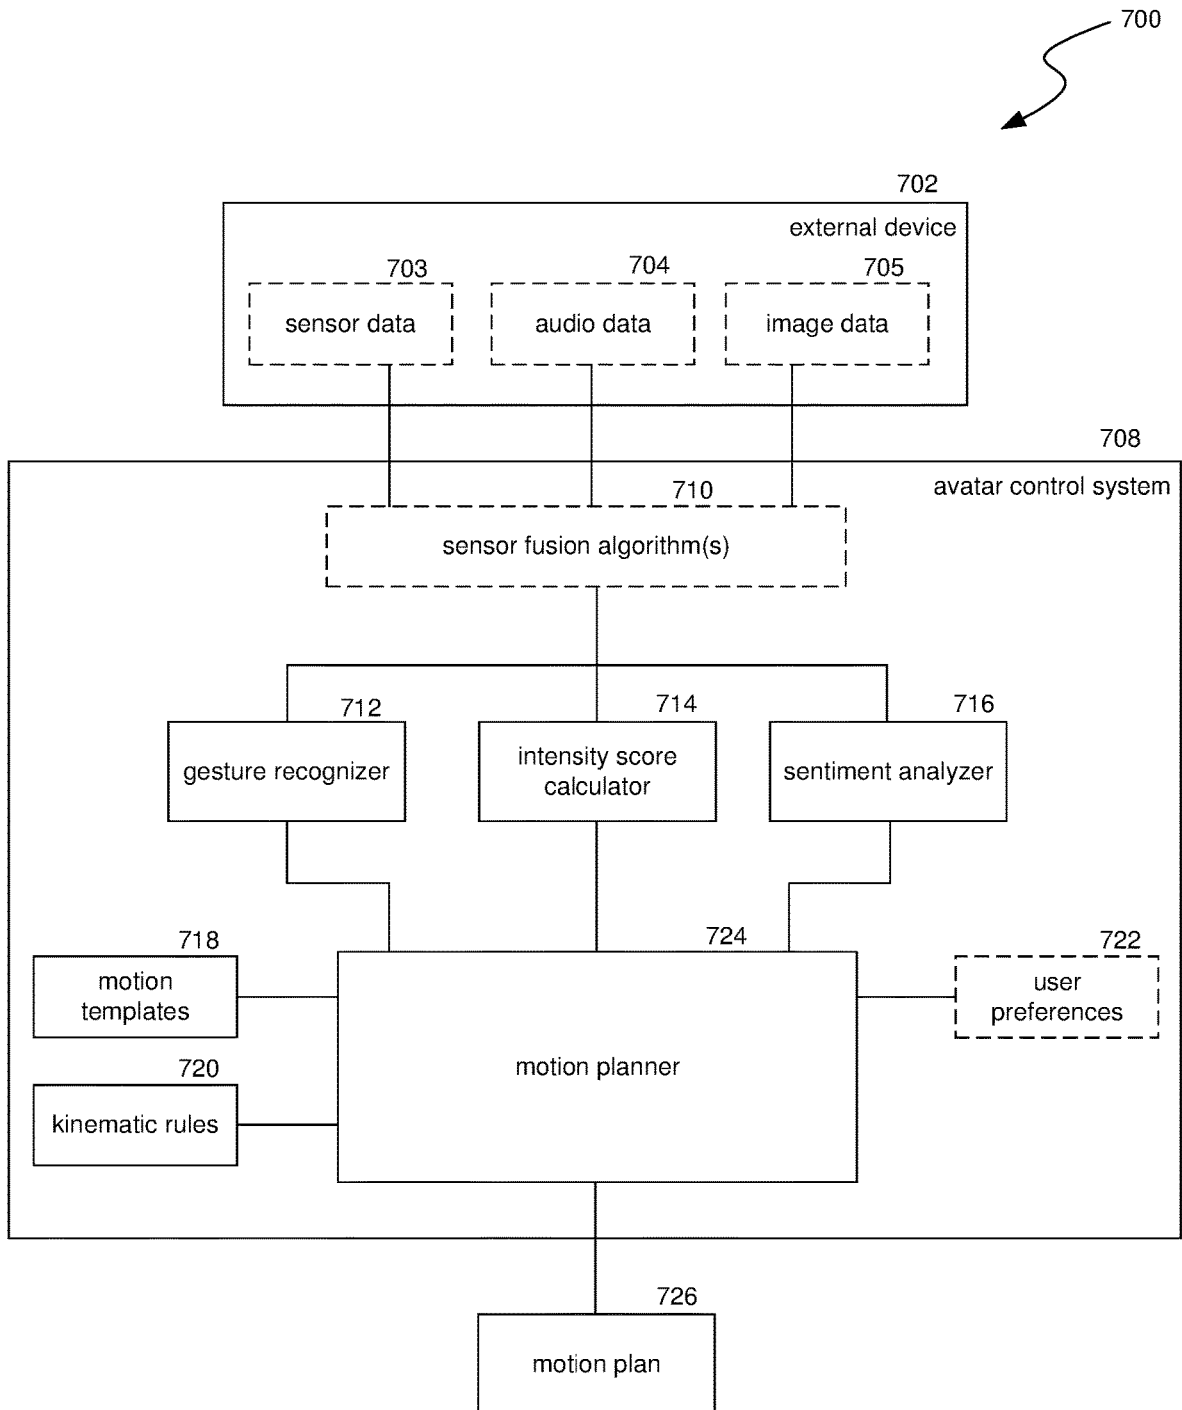 700
702
external device
703
704
705
sensor data
audio data
image data
708
avatar control system
710
sensor fusion algorithm(s)
712
714
716
gesture recognizer
intensity score
calculator
sentiment analyzer
718
724
722
motion
templates
user
preferences
720
motion planner
kinematic rules
726
motion plan